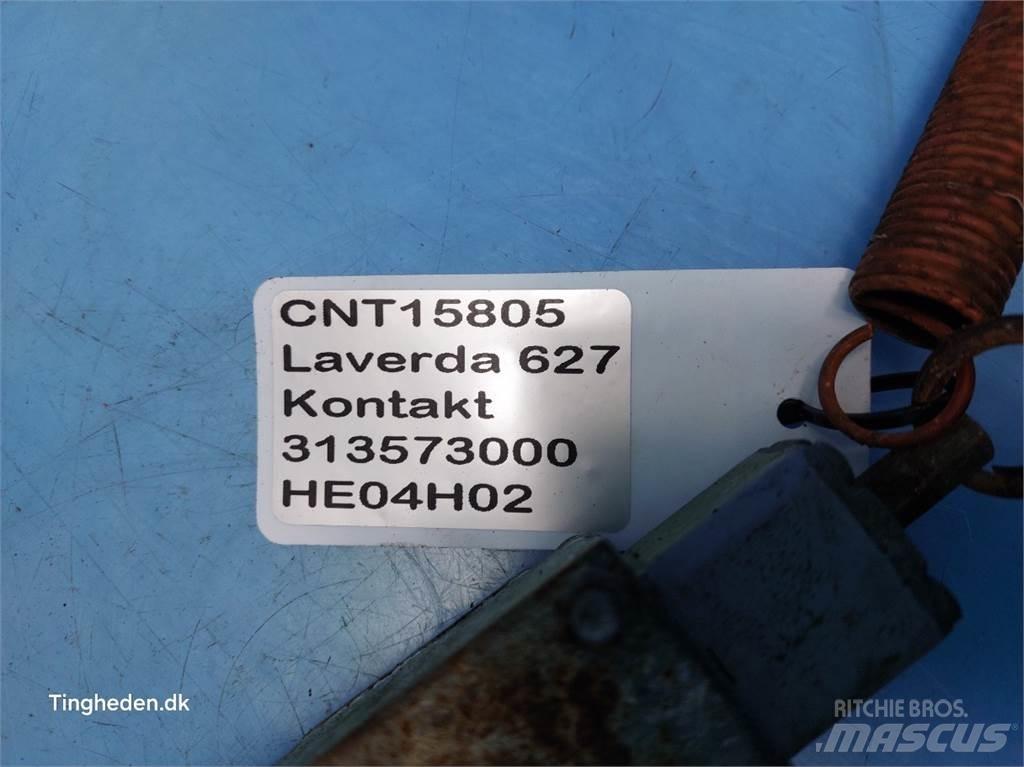 CNT15805
Laverda 627
Kontakt
313573000
HE04H02
Tingheden.dk
RITCHIE BROS.
MASCUS